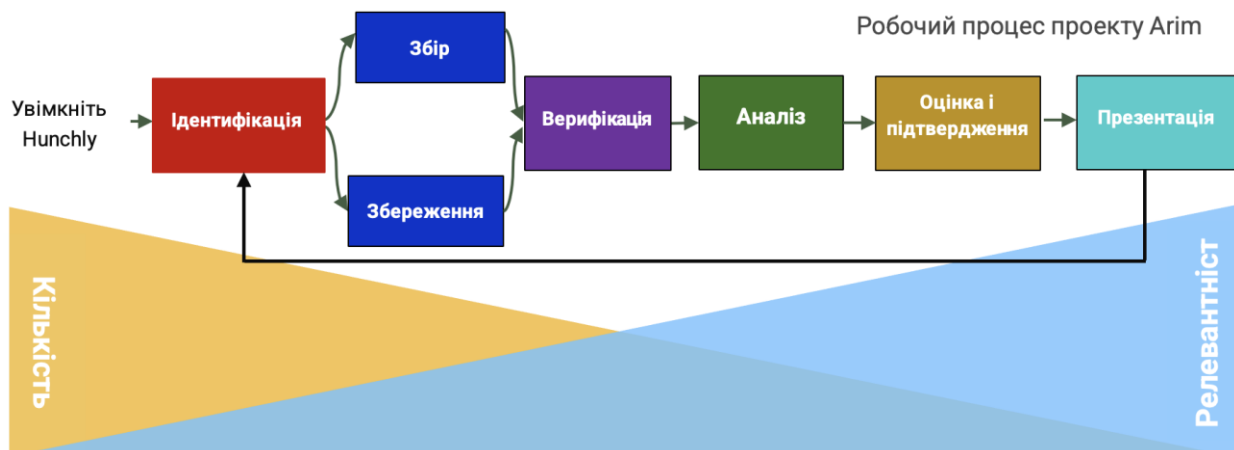 Робочий процес проекту Arim
Увімкніть
Hunchly
Ідентифікація
Збір
Збереження
Верифікація
Аналіз
Оцінка і
підтвердження
Презентація
Кількість
Релевантніст